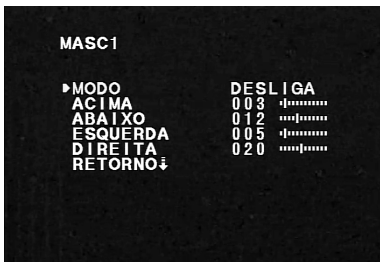 MASC1
MODO DESLIGA
ACIMA 003
ABAIXO 012
ESQUERDA 005
DIREITA 020
RETORNO